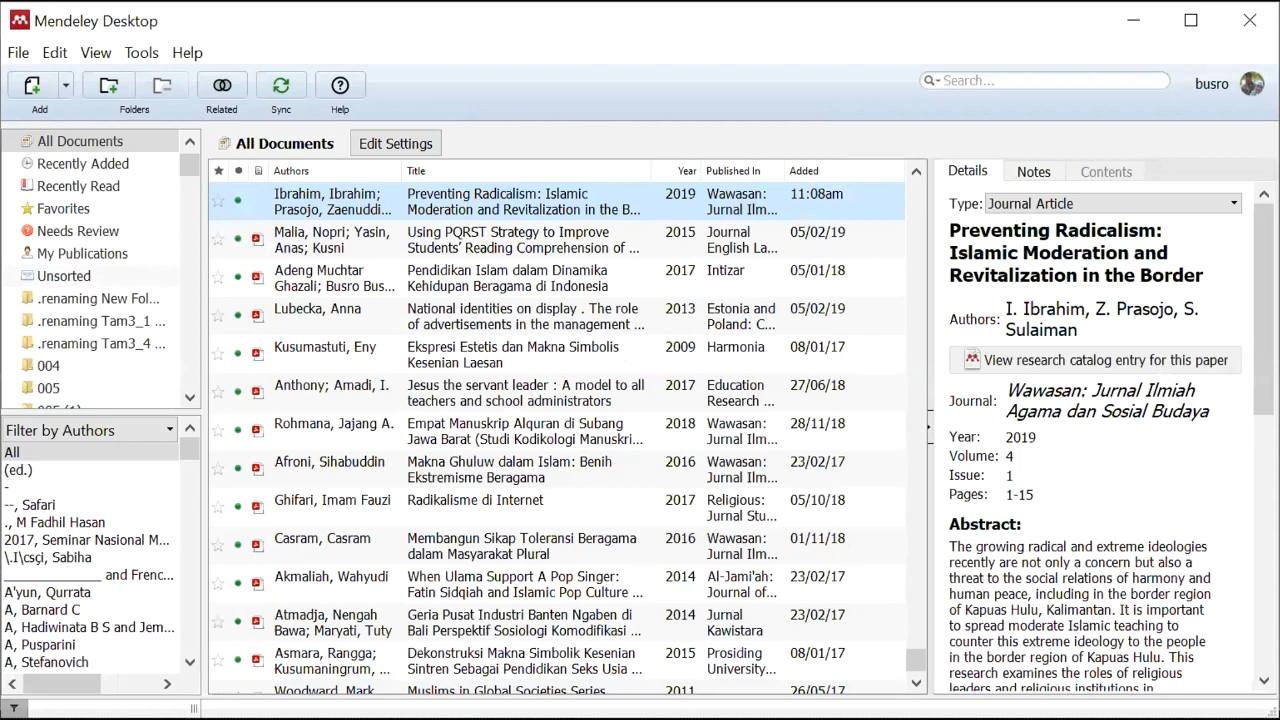 Mendeley Desktop
File Edit View Tools Help
Add Folders Related Sync Help
Search...
busro
All Documents
Recently Added
Recently Read
Favorites
Needs Review
My Publications
Unsorted
.renaming New Fol...
.renaming Tam3_1 ...
.renaming Tam3_4 ...
004
005
Filter by Authors
All
(ed.)
-
--, Safari
., M Fadhil Hasan
2017, Seminar Nasional M...
\.I\csçi, Sabiha
______________ and Frenc...
A'yun, Qurrata
A, Barnard C
A, Hadiwinata B S and Jem...
A, Pusparini
A, Stefanovich
All Documents Edit Settings
Authors Title Year Published In Added
Ibrahim, Ibrahim; Preventing Radicalism: Islamic 2019 Wawasan: 11:08am
Prasojo, Zaenuddi... Moderation and Revitalization in the B... Jurnal Ilm...
Malia, Nopri; Yasin, Using PQRST Strategy to Improve 2015 Journal 05/02/19
Anas; Kusni Students' Reading Comprehension of ... English La...
Adeng Muchtar Pendidikan Islam dalam Dinamika 2017 Intizar 05/01/18
Ghazali; Busro Bus... Kehidupan Beragama di Indonesia
Lubecka, Anna National identities on display . The role 2013 Estonia and 05/02/19
of advertisements in the management ... Poland: C...
Kusumastuti, Eny Ekspresi Estetis dan Makna Simbolis 2009 Harmonia 08/01/17
Kesenian Laesan
Anthony; Amadi, I. Jesus the servant leader : A model to all 2017 Education 27/06/18
teachers and school administrators Research ...
Rohmana, Jajang A. Empat Manuskrip Alquran di Subang 2018 Wawasan: 28/11/18
Jawa Barat (Studi Kodikologi Manuskri... Jurnal Ilm...
Afroni, Sihabuddin Makna Ghuluw dalam Islam: Benih 2016 Wawasan: 23/02/17
Ekstremisme Beragama Jurnal Ilm...
Ghifari, Imam Fauzi Radikalisme di Internet 2017 Religious: 05/10/18
Jurnal Stu...
Casram, Casram Membangun Sikap Toleransi Beragama 2016 Wawasan: 01/11/18
dalam Masyarakat Plural Jurnal Ilm...
Akmaliah, Wahyudi When Ulama Support A Pop Singer: 2014 Al-Jami'ah: 23/02/17
Fatin Sidqiah and Islamic Pop Culture ... Journal of...
Atmadja, Nengah Geria Pusat Industri Banten Ngaben di 2014 Jurnal 23/02/17
Bawa; Maryati, Tuty Bali Perspektif Sosiologi Komodifikasi ... Kawistara
Asmara, Rangga; Dekonstruksi Makna Simbolik Kesenian 2015 Prosiding 08/01/17
Kusumaningrum, ... Sintren Sebagai Pendidikan Seks Usia ... University...
Woodward, Mark Muslims in Global Societies Series 2011 26/05/17
Details Notes Contents
Type: Journal Article
Preventing Radicalism:
Islamic Moderation and
Revitalization in the Border
Authors: I. Ibrahim, Z. Prasojo, S.
Sulaiman
View research catalog entry for this paper
Journal: Wawasan: Jurnal Ilmiah
Agama dan Sosial Budaya
Year: 2019
Volume: 4
Issue: 1
Pages: 1-15
Abstract:
The growing radical and extreme ideologies
recently are not only a concern but also a
threat to the social relations of harmony and
human peace, including in the border region
of Kapuas Hulu, Kalimantan. It is important
to spread moderate Islamic teaching to
counter this extreme ideology to the people
in the border region of Kapuas Hulu. This
research examines the roles of religious
leaders and religious institutions in